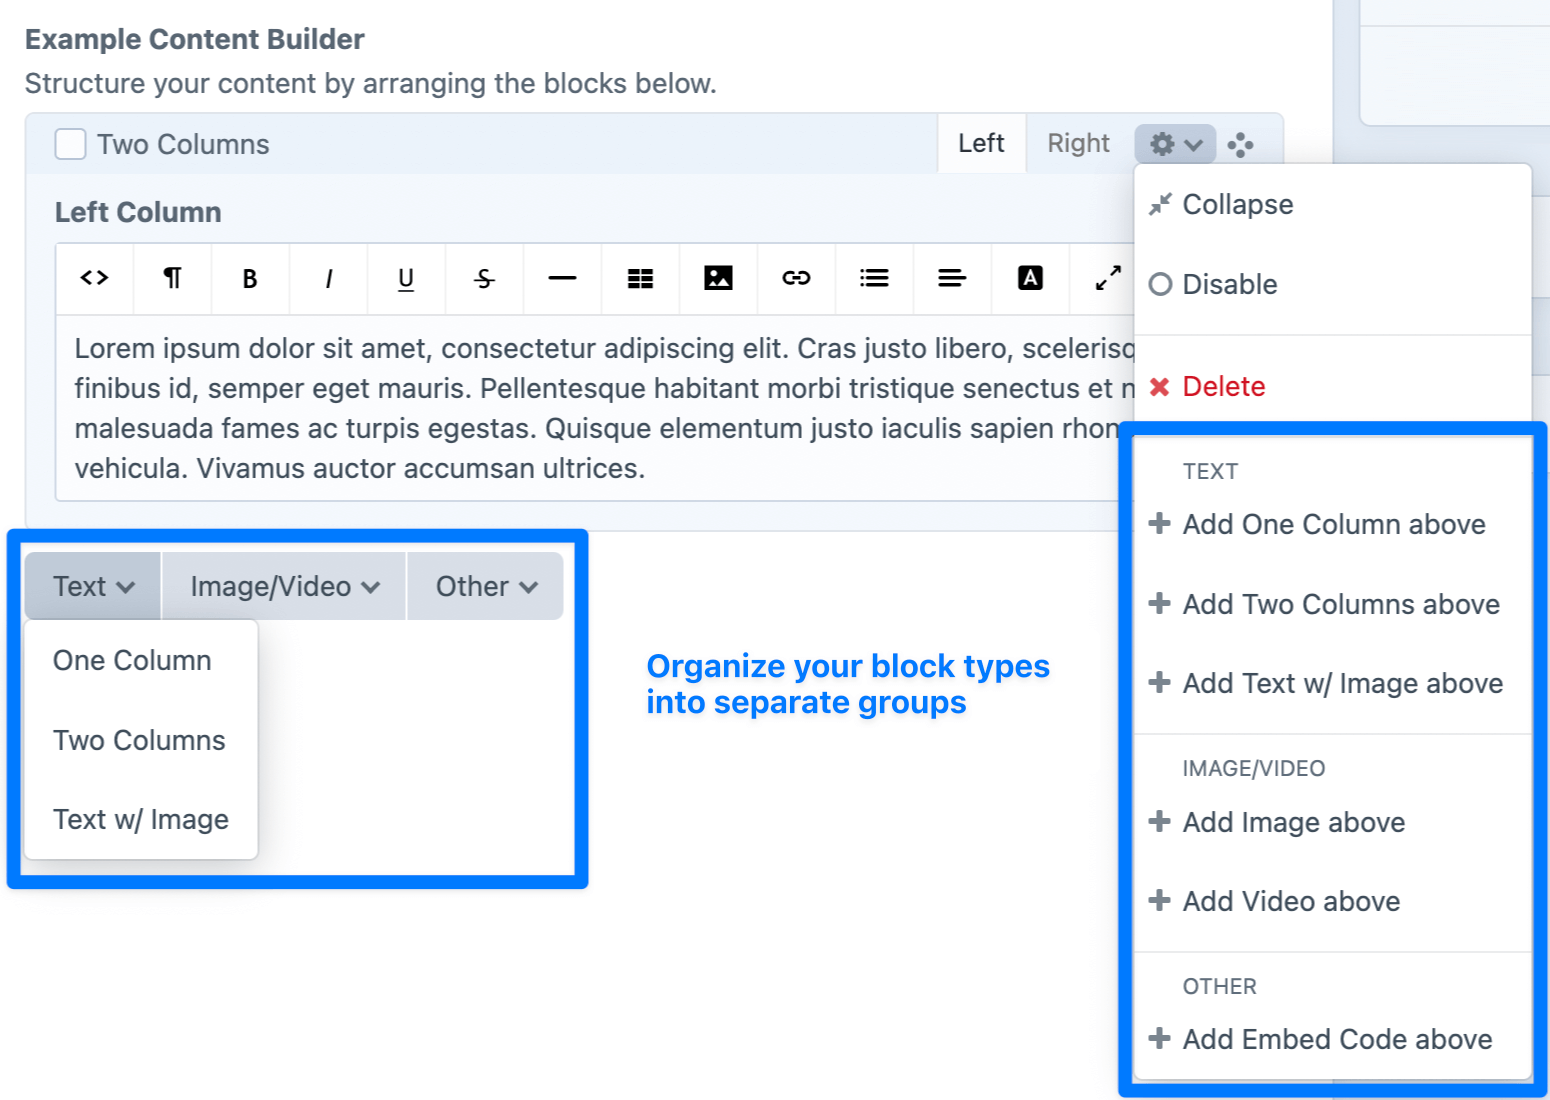 Example Content Builder
Structure your content by arranging the blocks below.
Two Columns
Left
Right
Left Column
B
I
U
S
A
Lorem ipsum dolor sit amet, consectetur adipiscing elit. Cras justo libero, scelerisq
finibus id, semper eget mauris. Pellentesque habitant morbi tristique senectus et n
malesuada fames ac turpis egestas. Quisque elementum justo iaculis sapien rhon
vehicula. Vivamus auctor accumsan ultrices.
Collapse
Disable
Delete
TEXT
Add One Column above
Add Two Columns above
Add Text w/ Image above
IMAGE/VIDEO
Add Image above
Add Video above
OTHER
Add Embed Code above
Text
Image/Video
Other
One Column
Two Columns
Text w/ Image
Organize your block types
into separate groups